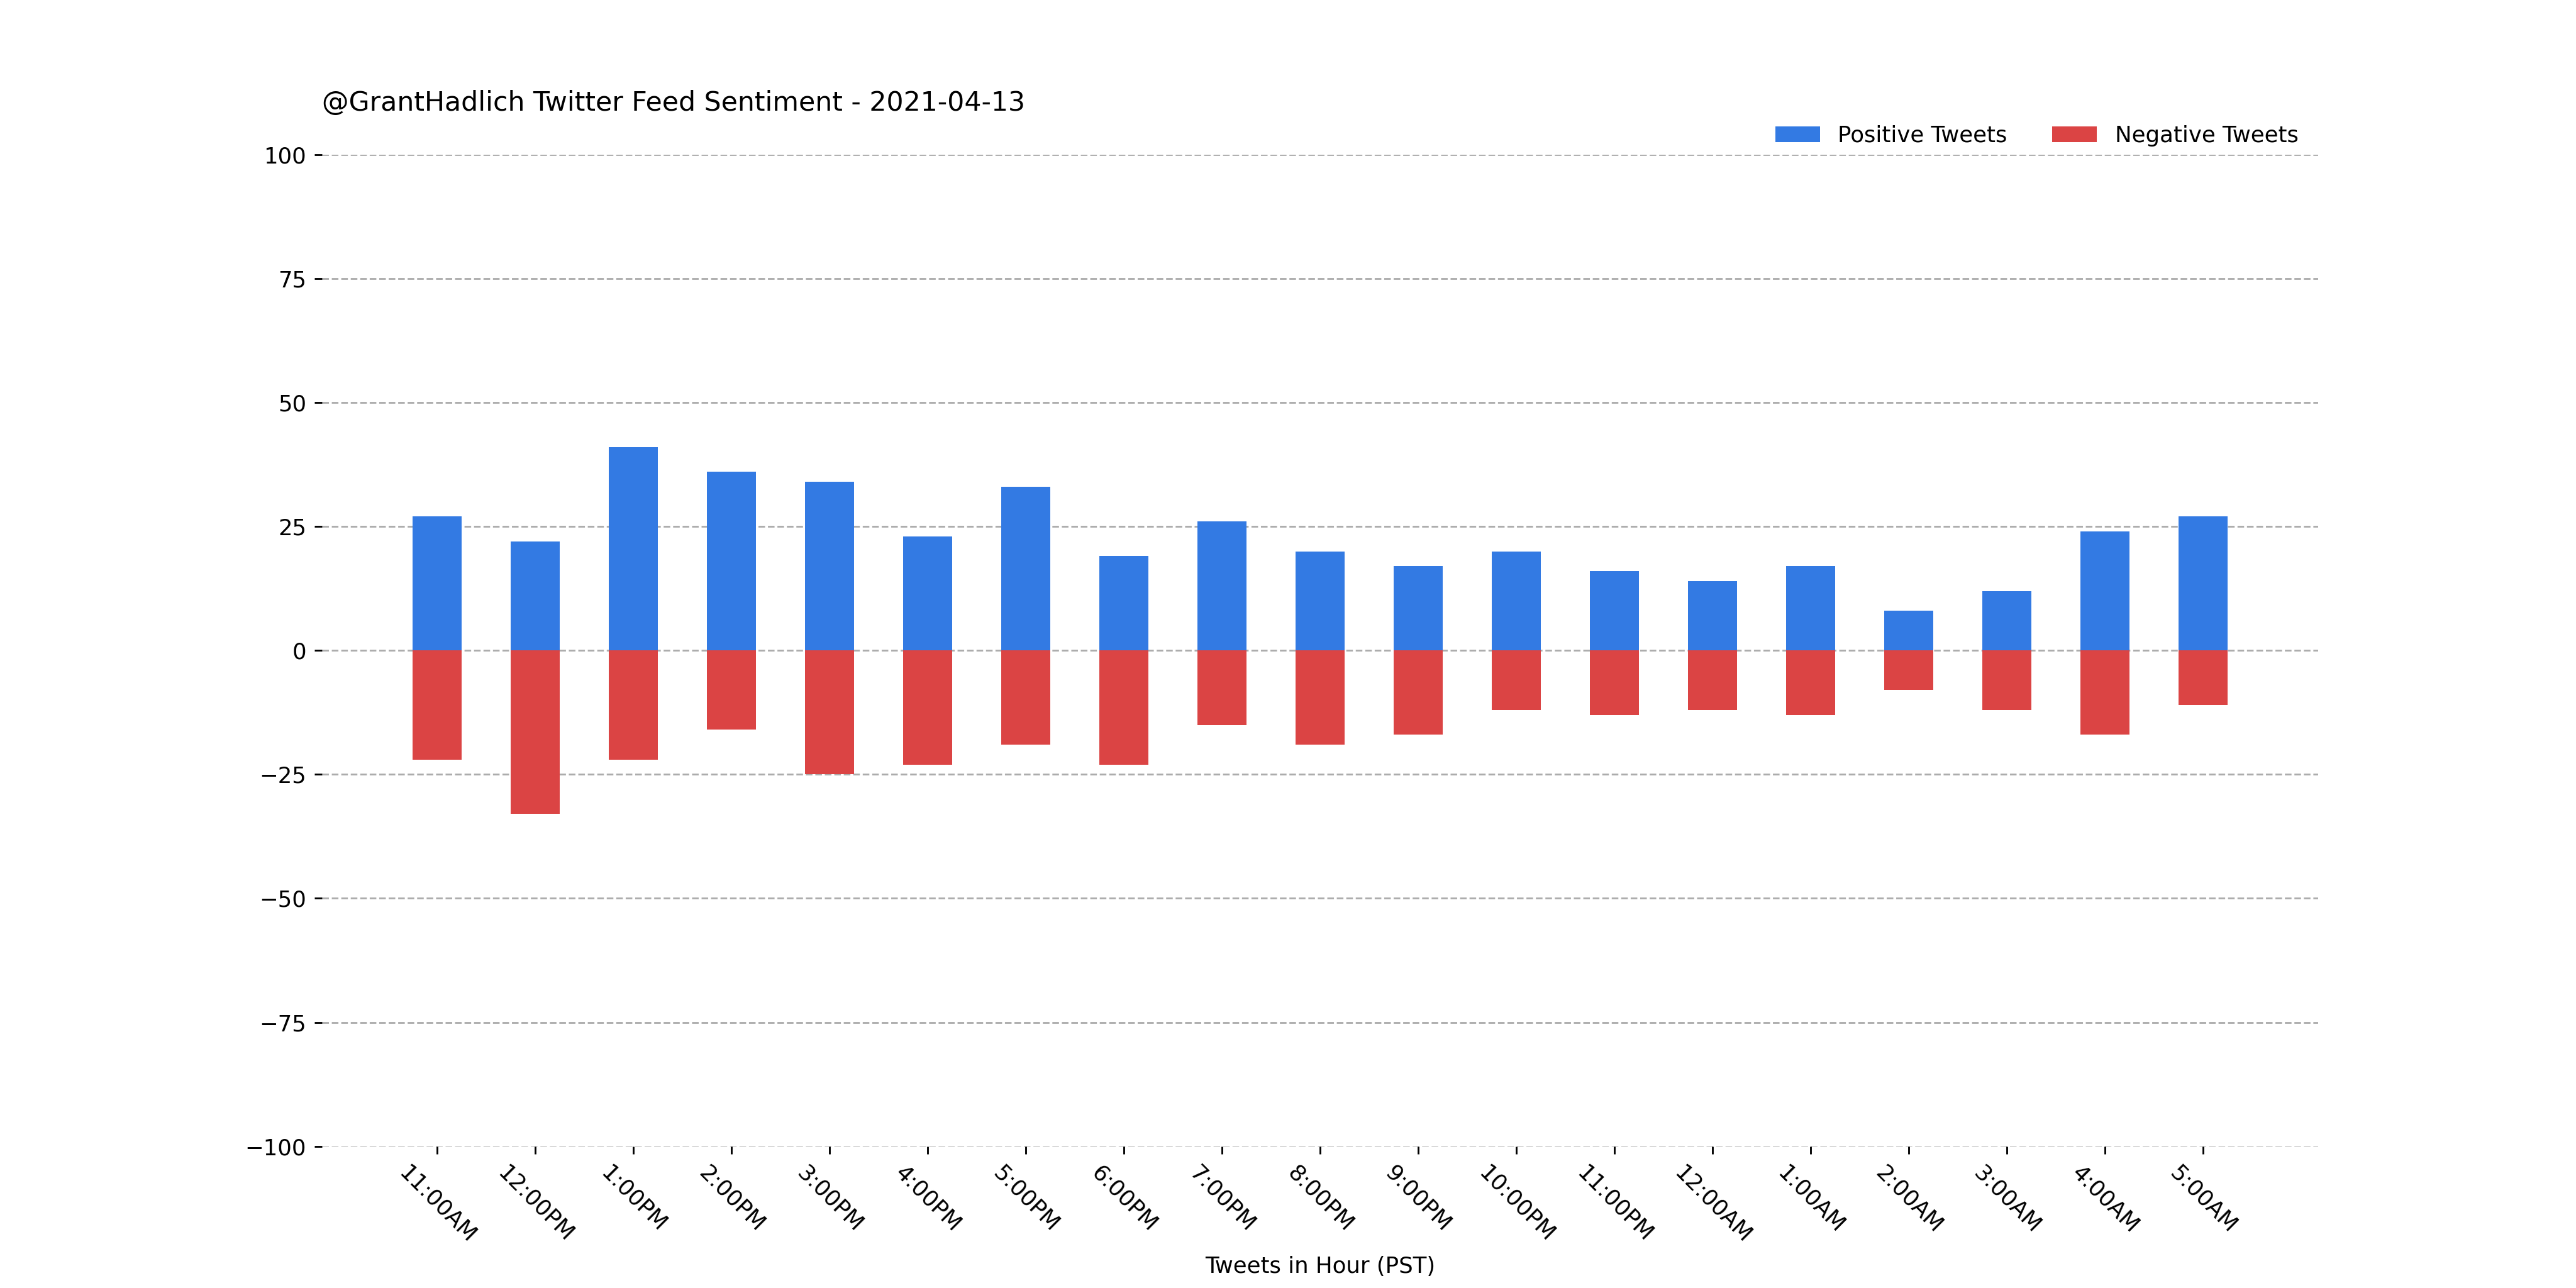 @GrantHadlich Twitter Feed Sentiment - 2021-04-13
Positive Tweets
Negative Tweets
100
75
50
25
0
−25
−50
−75
−100
11:00AM
12:00PM
1:00PM
2:00PM
3:00PM
4:00PM
5:00PM
6:00PM
7:00PM
8:00PM
9:00PM
10:00PM
11:00PM
12:00AM
1:00AM
2:00AM
3:00AM
4:00AM
5:00AM
Tweets in Hour (PST)